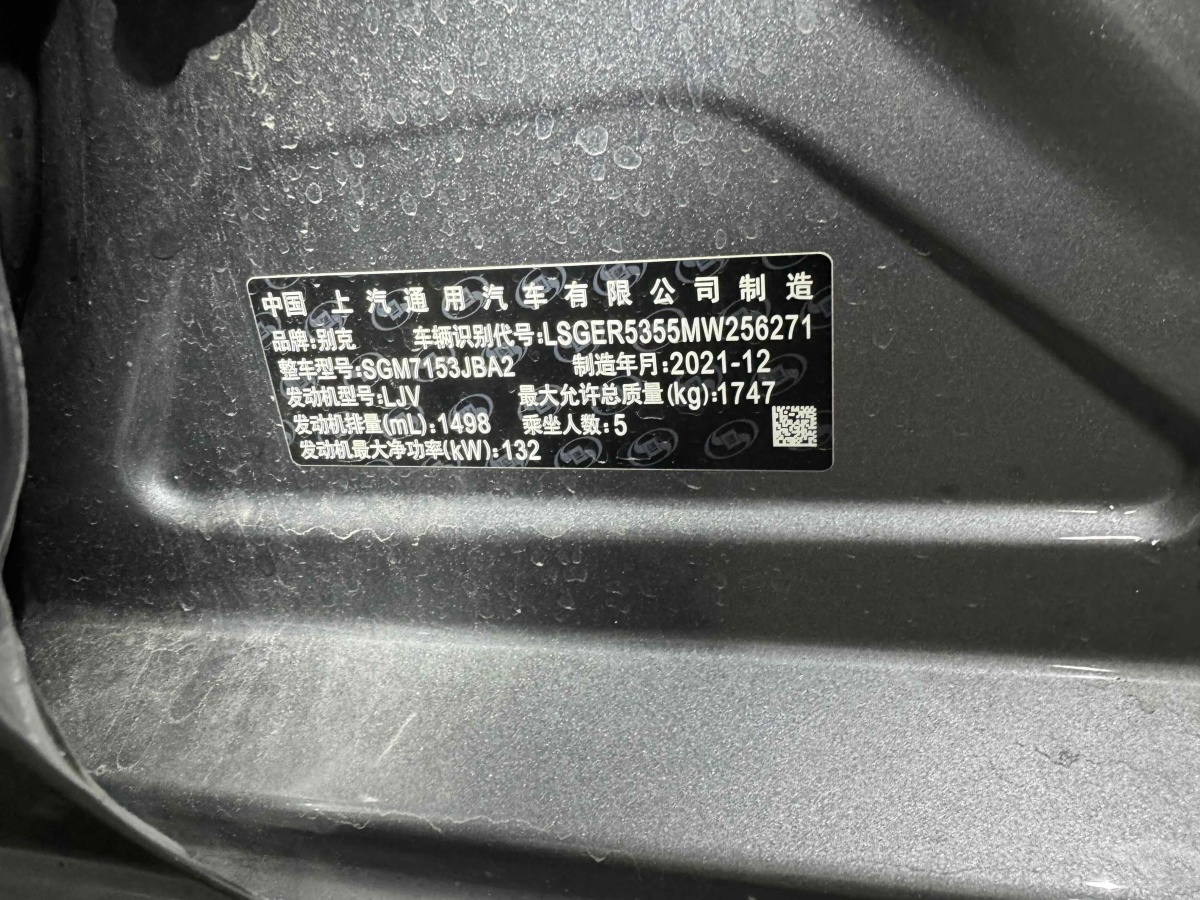 中国 上汽通用汽车有限公司制造
品牌:别克 车辆识别代号:LSGER5355MW256271
整车型号:SGM7153JBA2 制造年月:2021-12
发动机型号:LJV 最大允许总质量(kg):1747
发动机排量(mL):1498 乘坐人数:5
发动机最大净功率(kW):132